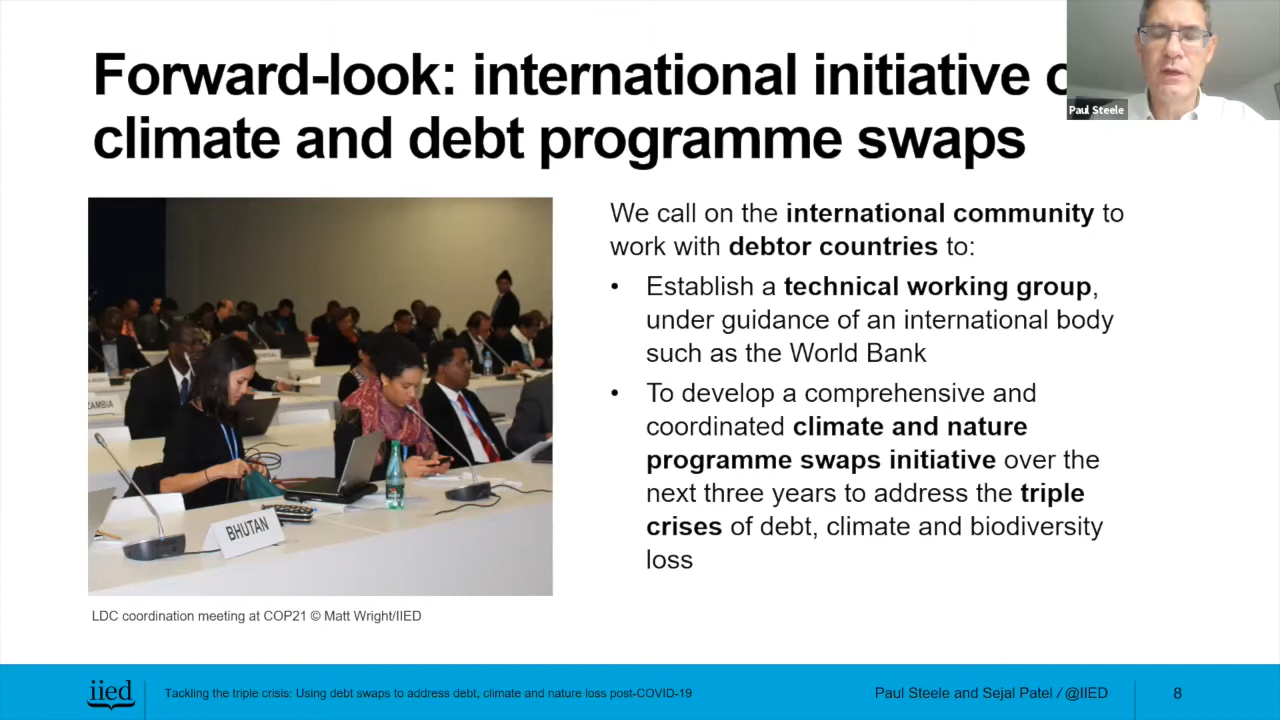 Forward-look: international initiative
climate and debt programme swaps
Paul Steele
We call on the international community to
work with debtor countries to:
• Establish a technical working group,
under guidance of an international body
such as the World Bank
• To develop a comprehensive and
coordinated climate and nature
programme swaps initiative over the
next three years to address the triple
crises of debt, climate and biodiversity
loss
ZAMBIA
BHUTAN
LDC coordination meeting at COP21 © Matt Wright/IIED
iied
Tackling the triple crisis: Using debt swaps to address debt, climate and nature loss post-COVID-19
Paul Steele and Sejal Patel / @IIED
8